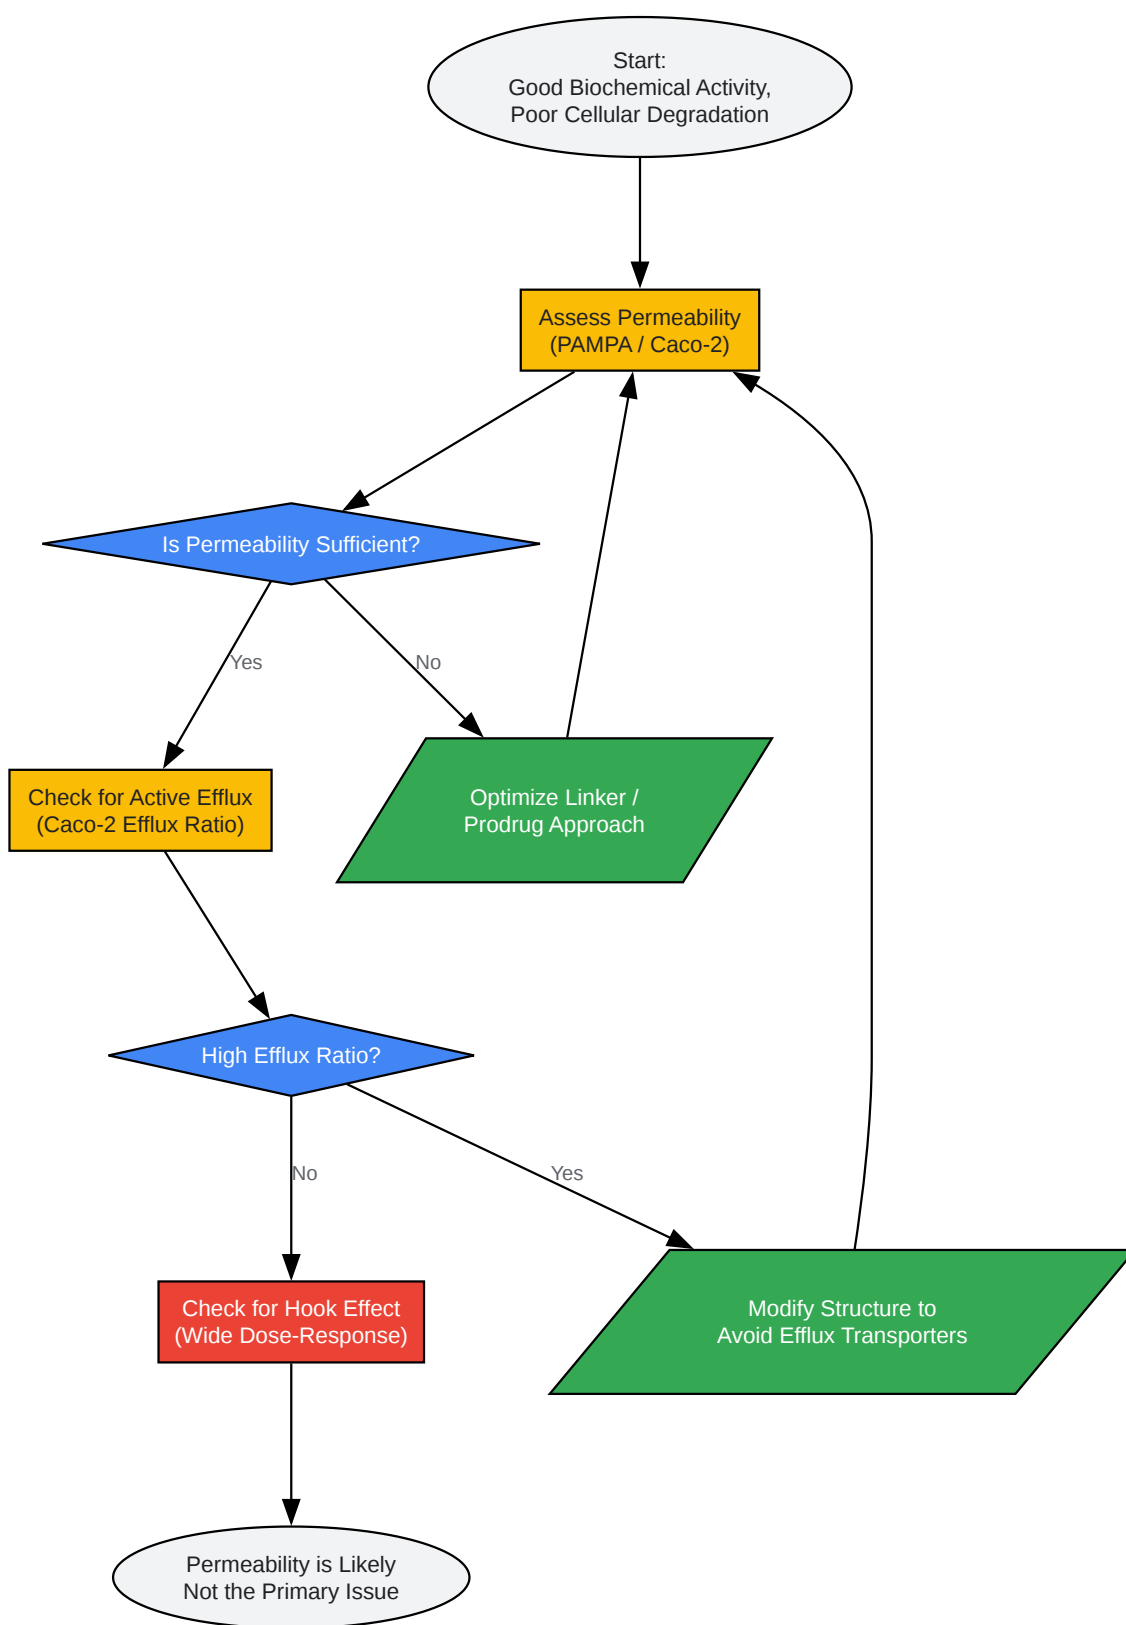 Start:
Good Biochemical Activity,
Poor Cellular Degradation
Assess Permeability
(PAMPA / Caco-2)
Is Permeability Sufficient?
Yes
No
Check for Active Efflux
(Caco-2 Efflux Ratio)
Optimize Linker /
Prodrug Approach
High Efflux Ratio?
No
Yes
Check for Hook Effect
(Wide Dose-Response)
Modify Structure to
Avoid Efflux Transporters
Permeability is Likely
Not the Primary Issue